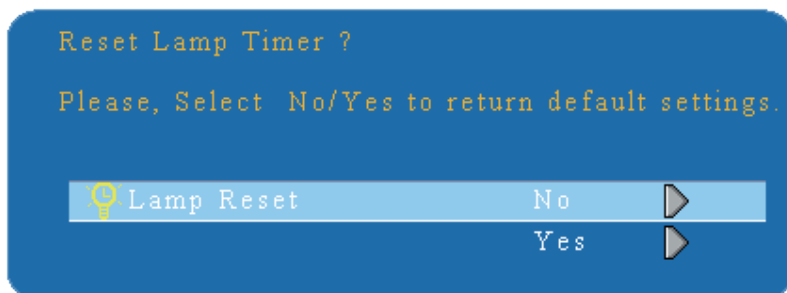 Reset Lamp Timer ?
Please, Select No/Yes to return default settings.
Lamp Reset No
Yes